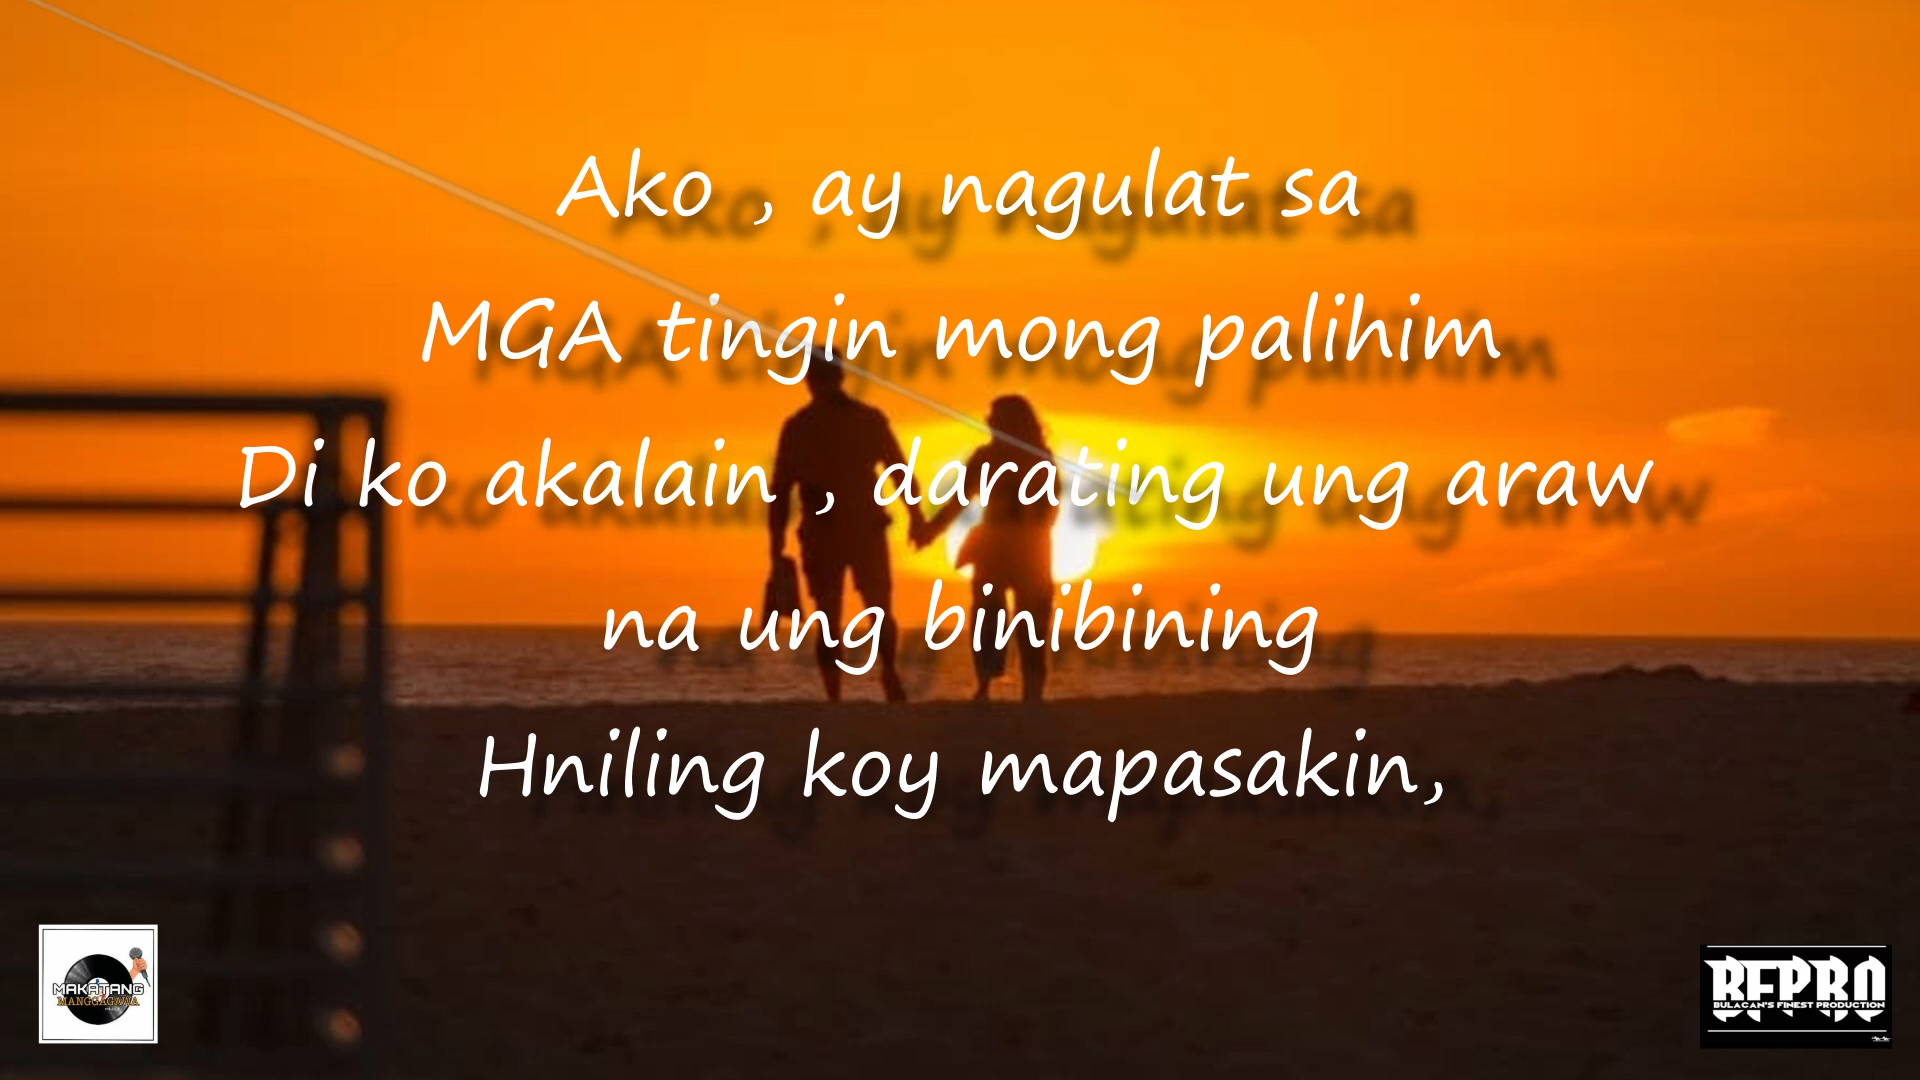 Ako , ay nagulat sa
MGA tingin mong palihim
Di ko akalain , darating ung araw
na ung binibining
Hniling koy mapasakin,
MAKATANG
MANGGAGAWA
BFPRO
BULACAN'S FINEST PRODUCTION